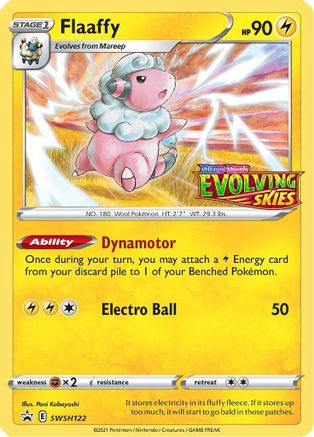 STAGE 1
Flaaffy
HP 90
Evolves from Mareep
EVOLVING
SKIES
NO. 180 Wool Pokémon HT: 2'7" WT: 29.3 lbs.
Ability Dynamotor
Once during your turn, you may attach a Energy card
from your discard pile to 1 of your Benched Pokémon.
Electro Ball 50
weakness ×2 resistance retreat
Illus. Pani Kobayashi
It stores electricity in its fluffy fleece. If it stores up
too much, it will start to go bald in those patches.
E SWSH122
©2021 Pokémon / Nintendo / Creatures / GAME FREAK